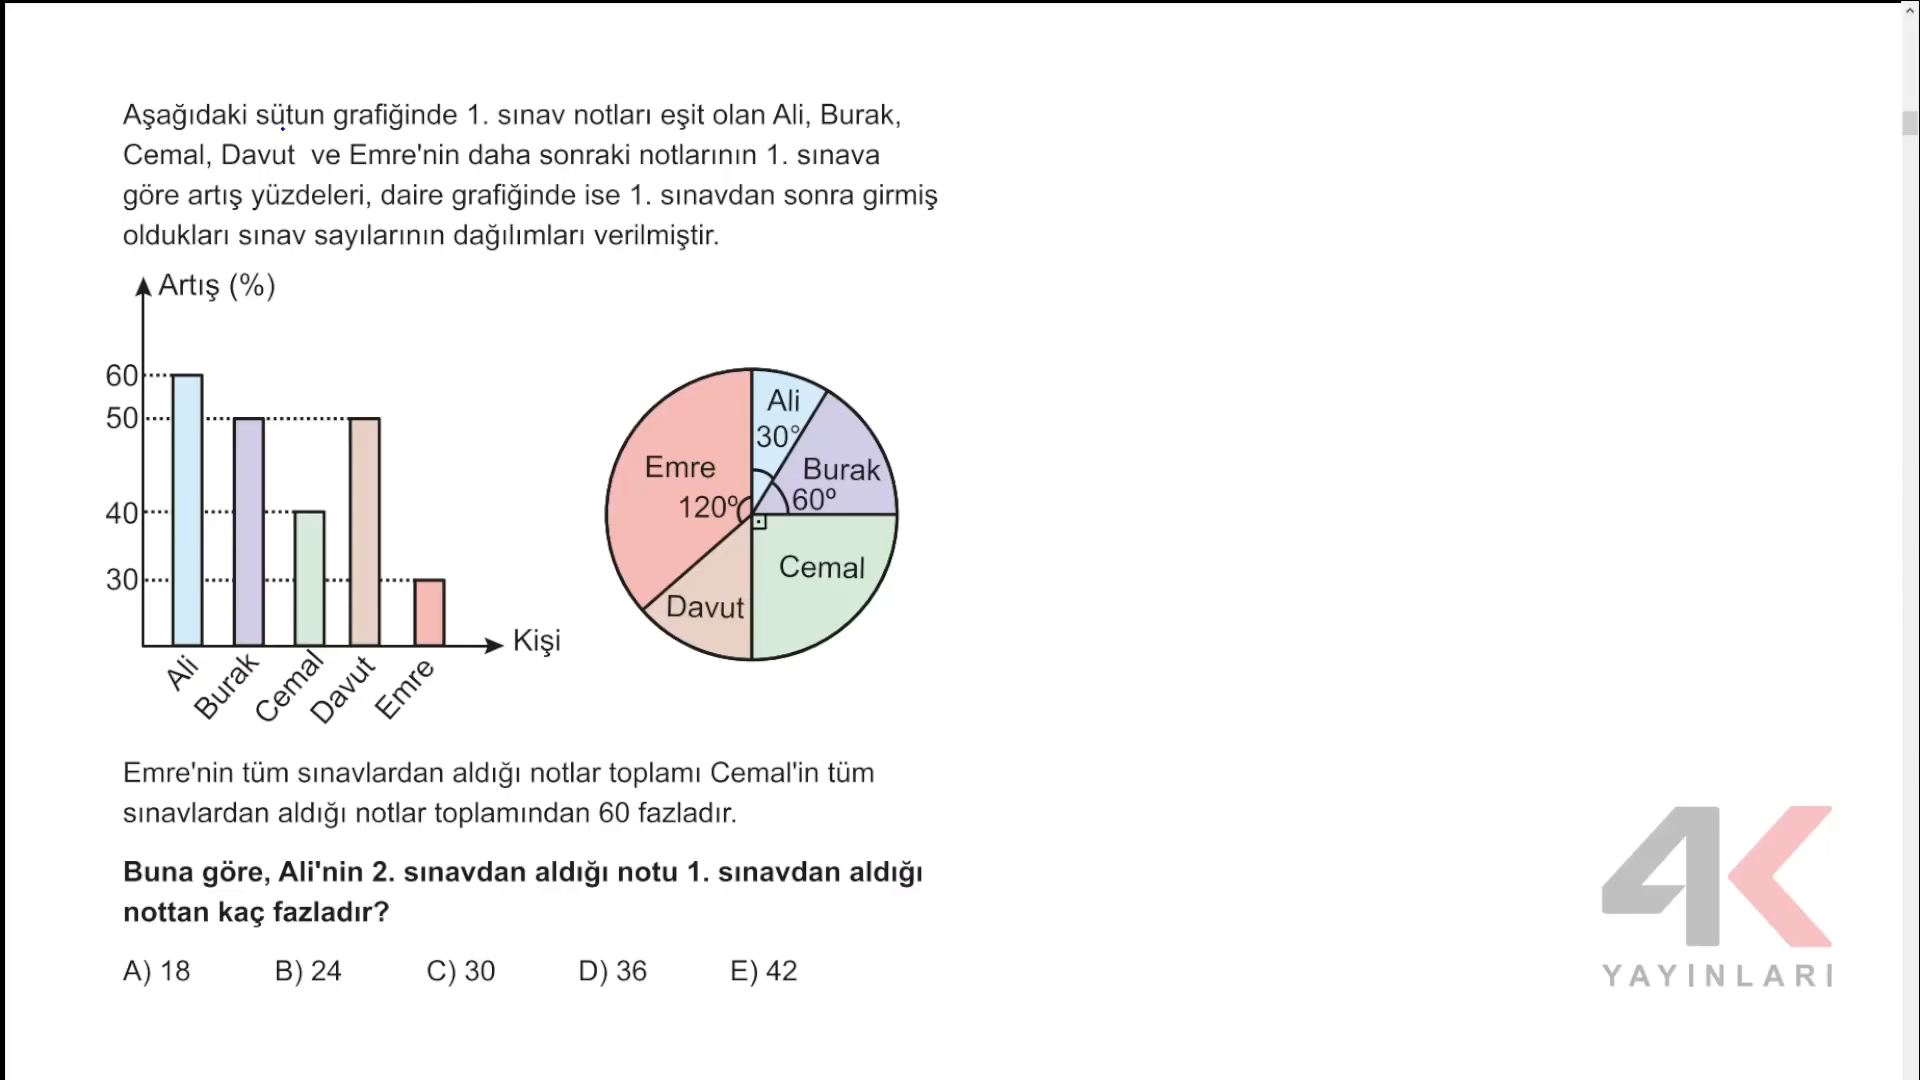 Aşağıdaki sütun grafiğinde 1. sınav notları eşit olan Ali, Burak,
Cemal, Davut ve Emre'nin daha sonraki notlarının 1. sınava
göre artış yüzdeleri, daire grafiğinde ise 1. sınavdan sonra girmiş
oldukları sınav sayılarının dağılımları verilmiştir.
Artış (%)
60
50
40
30
Kişi
Ali
Burak
Cemal
Davut
Emre
Ali
30°
Burak
60º
Emre
120º
Cemal
Davut
Emre'nin tüm sınavlardan aldığı notlar toplamı Cemal'in tüm
sınavlardan aldığı notlar toplamından 60 fazladır.
Buna göre, Ali'nin 2. sınavdan aldığı notu 1. sınavdan aldığı
nottan kaç fazladır?
A) 18 B) 24 C) 30 D) 36 E) 42
4K
YAYINLARI